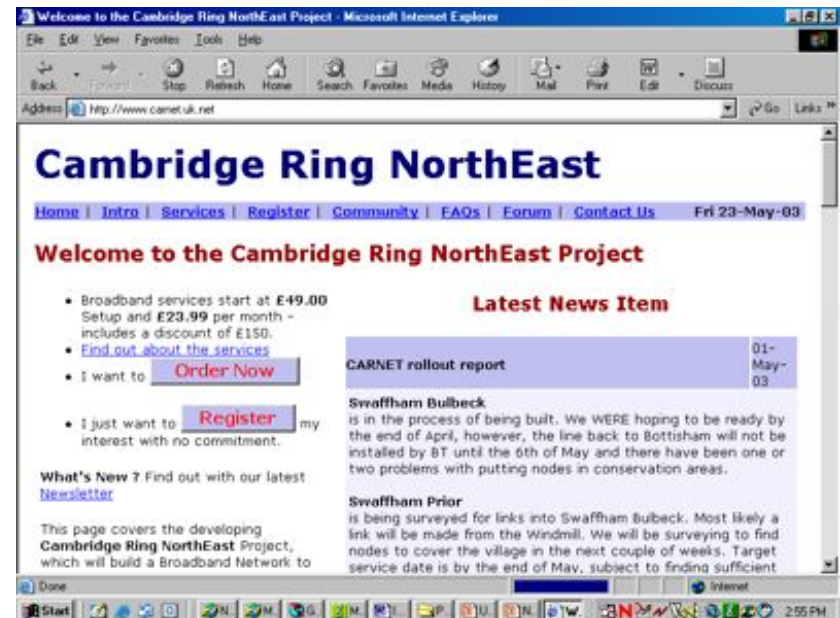 Welcome to the Cambridge Ring NorthEast Project - Microsoft Internet Explorer
File Edit View Favorites Tools Help
Back Forward Stop Refresh Home Search Favorites Media History Mail Print Edit Discuss
Address http://www.carnet.uk.net Go Links »
Cambridge Ring NorthEast
Home | Intro | Services | Register | Community | FAQs | Forum | Contact Us Fri 23-May-03
Welcome to the Cambridge Ring NorthEast Project
• Broadband services start at £49.00
Setup and £23.99 per month -
includes a discount of £150.
• Find out about the services
• I want to Order Now
• I just want to Register my
interest with no commitment.
What's New ? Find out with our latest
Newsletter
This page covers the developing
Cambridge Ring NorthEast Project,
which will build a Broadband Network to
Latest News Item
CARNET rollout report
01-
May-
03
Swaffham Bulbeck
is in the process of being built. We WERE hoping to be ready by
the end of April, however, the line back to Bottisham will not be
installed by BT until the 6th of May and there have been one or
two problems with putting nodes in conservation areas.
Swaffham Prior
is being surveyed for links into Swaffham Bulbeck. Most likely a
link will be made from the Windmill. We will be surveying to find
nodes to cover the village in the next couple of weeks. Target
service date is by the end of May, subject to finding sufficient
Done Internet
Start 2:55 PM